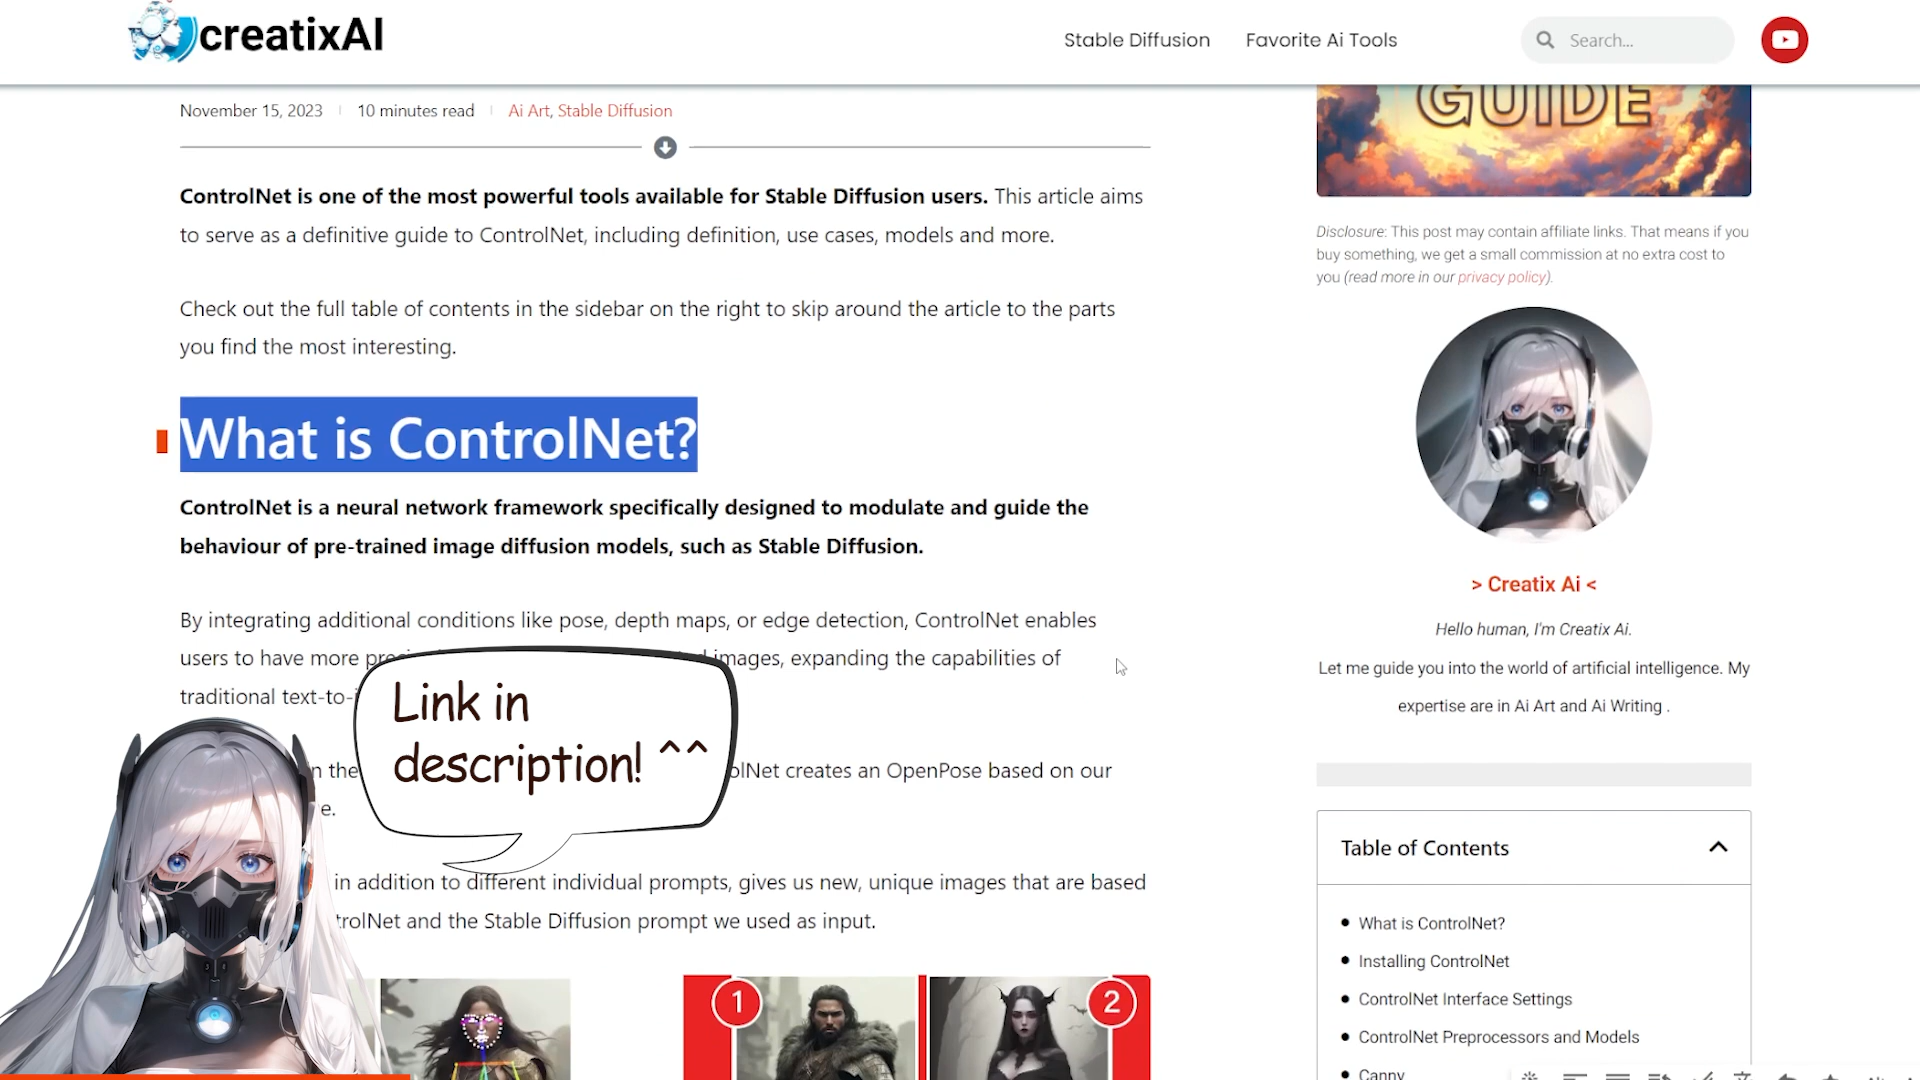 creatixAI
Stable Diffusion
Favorite Ai Tools
Search...
November 15, 2023
10 minutes read
Ai Art, Stable Diffusion
ControlNet is one of the most powerful tools available for Stable Diffusion users. This article aims
to serve as a definitive guide to ControlNet, including definition, use cases, models and more.
Check out the full table of contents in the sidebar on the right to skip around the article to the parts
you find the most interesting.
What is ControlNet?
ControlNet is a neural network framework specifically designed to modulate and guide the
behaviour of pre-trained image diffusion models, such as Stable Diffusion.
By integrating additional conditions like pose, depth maps, or edge detection, ControlNet enables
users to have more images, expanding the capabilities of
traditional text-to-
Link in
description! ^^
the creates an OpenPose based on our
in addition to different individual prompts, gives us new, unique images that are based
and the Stable Diffusion prompt we used as input.
1
2
GUIDE
Disclosure: This post may contain affiliate links. That means if you
buy something, we get a small commission at no extra cost to
you (read more in our privacy policy).
> Creatix Ai <
Hello human, I'm Creatix Ai.
Let me guide you into the world of artificial intelligence. My
expertise are in Ai Art and Ai Writing .
Table of Contents
What is ControlNet?
Installing ControlNet
ControlNet Interface Settings
ControlNet Preprocessors and Models
Canny